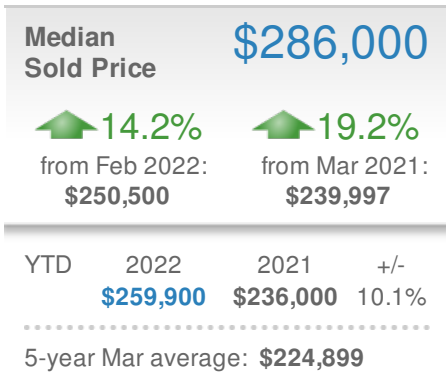 Median $286,000
Sold Price
14.2% 19.2%
from Feb 2022: from Mar 2021:
$250,500 $239,997
YTD 2022 2021 +/-
$259,900 $236,000 10.1%
5-year Mar average: $224,899